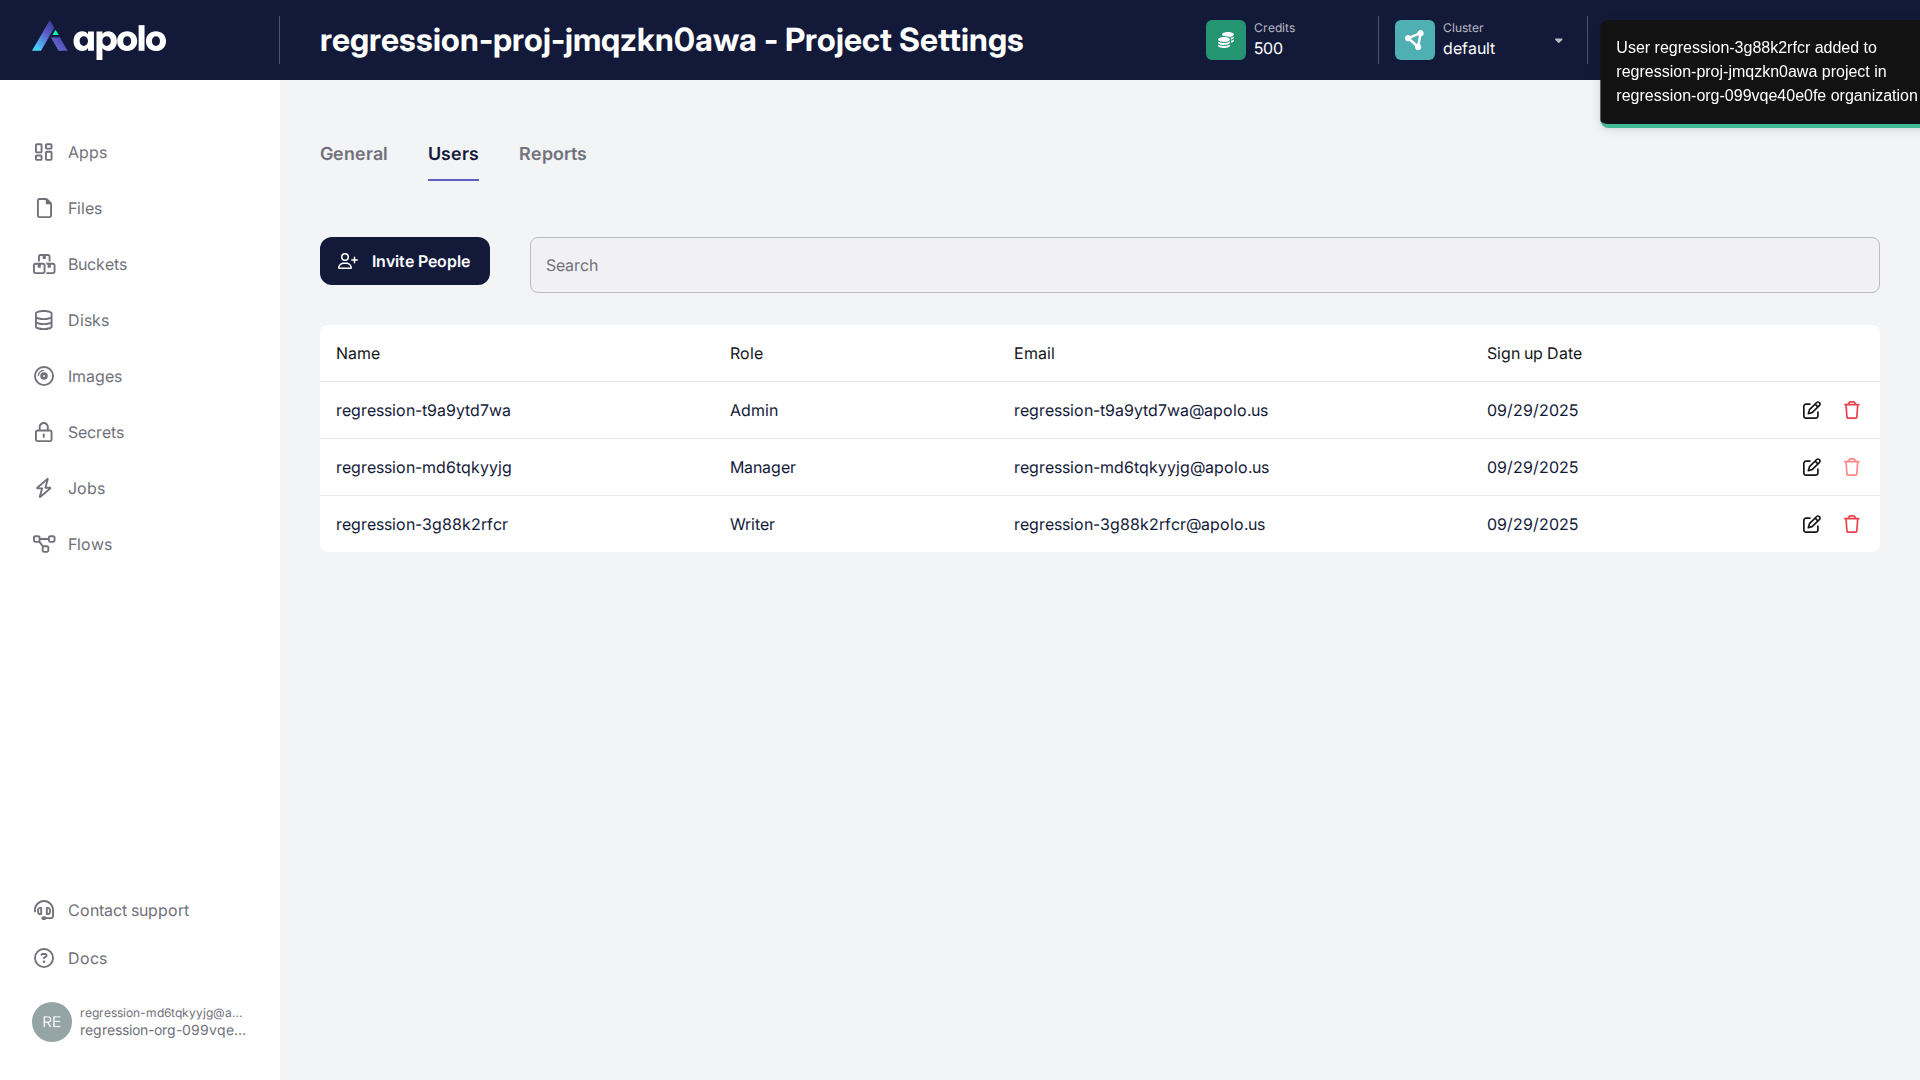 apolo
regression-proj-jmqzkn0awa - Project Settings
Credits
500
Cluster
default
User regression-3g88k2rfcr added to
regression-proj-jmqzkn0awa project in
regression-org-099vqe40e0fe organization
Apps
Files
Buckets
Disks
Images
Secrets
Jobs
Flows
General Users Reports
Invite People
Search
Name Role Email Sign up Date
regression-t9a9ytd7wa Admin regression-t9a9ytd7wa@apolo.us 09/29/2025
regression-md6tqkyyjg Manager regression-md6tqkyyjg@apolo.us 09/29/2025
regression-3g88k2rfcr Writer regression-3g88k2rfcr@apolo.us 09/29/2025
Contact support
Docs
RE
regression-md6tqkyyjg@a...
regression-org-099vqe...